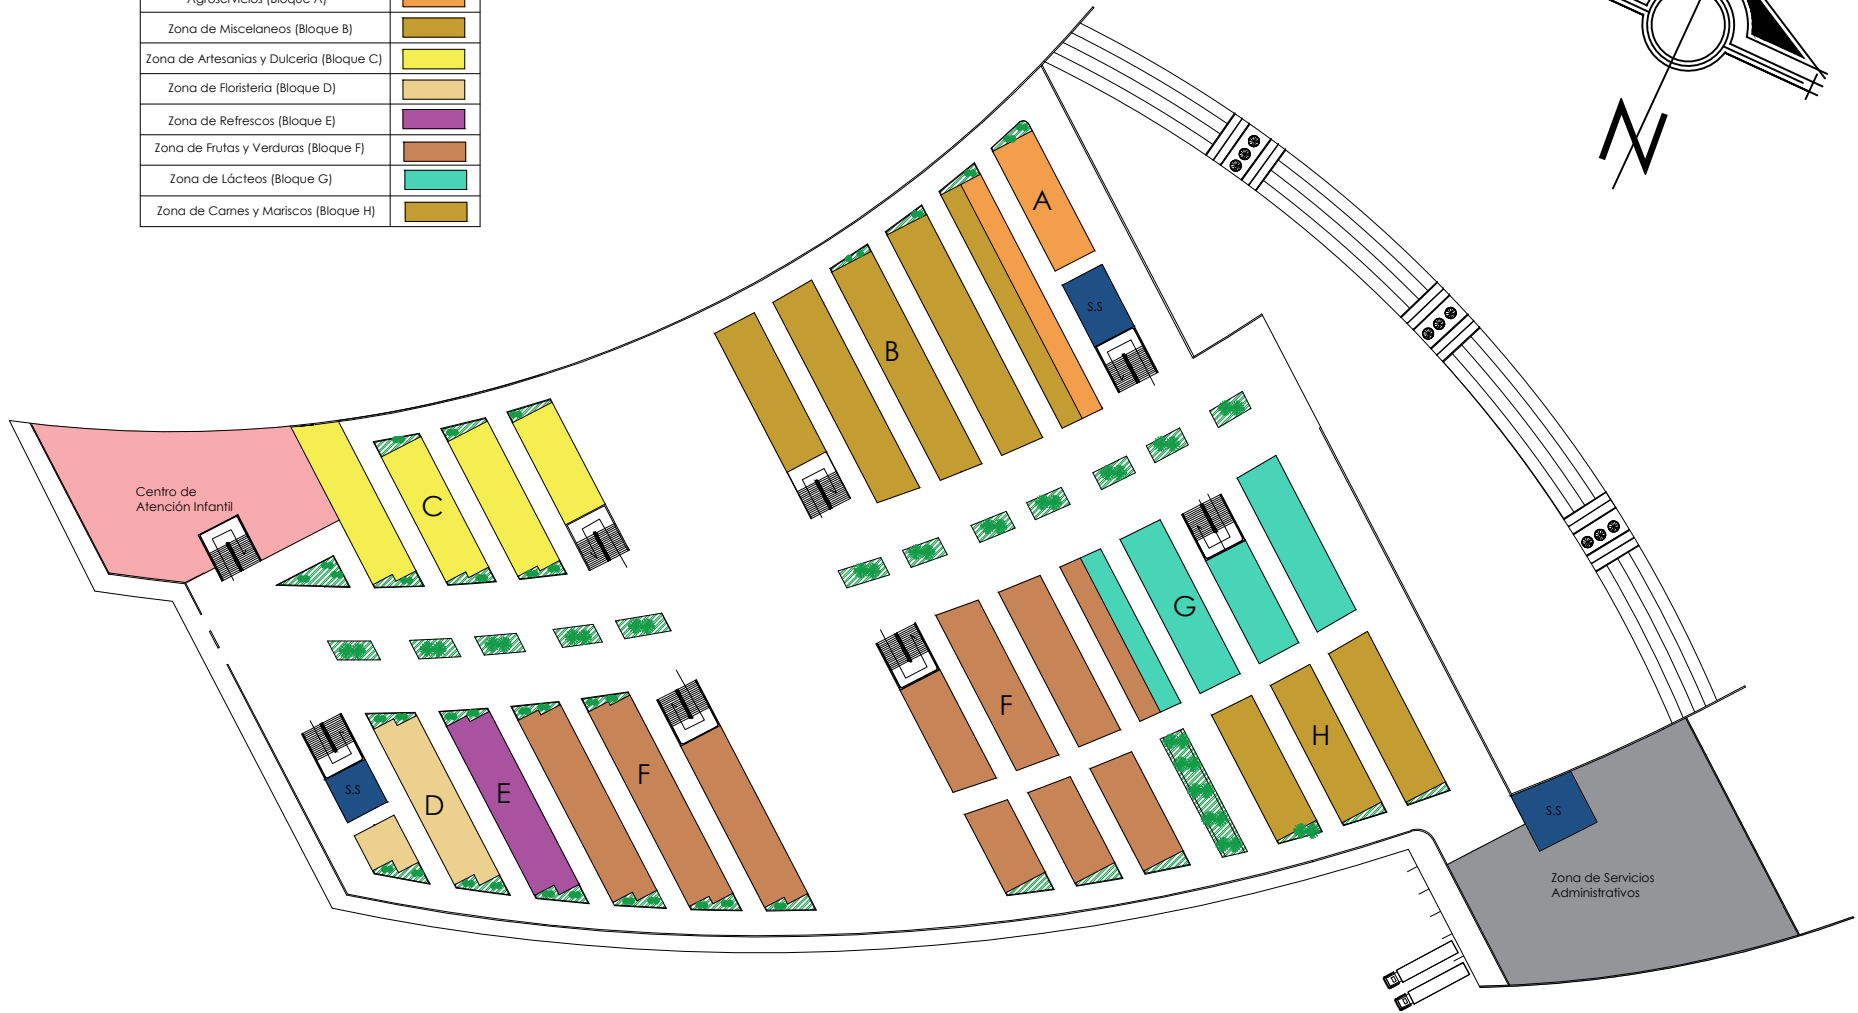 Agroservicios (Bloque A)
Zona de Miscelaneos (Bloque B)
Zona de Artesanias y Dulceria (Bloque C)
Zona de Floristeria (Bloque D)
Zona de Refrescos (Bloque E)
Zona de Frutas y Verduras (Bloque F)
Zona de Lácteos (Bloque G)
Zona de Carnes y Mariscos (Bloque H)
N
A
S.S
B
Centro de
Atención Infantil
C
G
F
H
F
D
E
S.S
S.S
Zona de Servicios
Administrativos